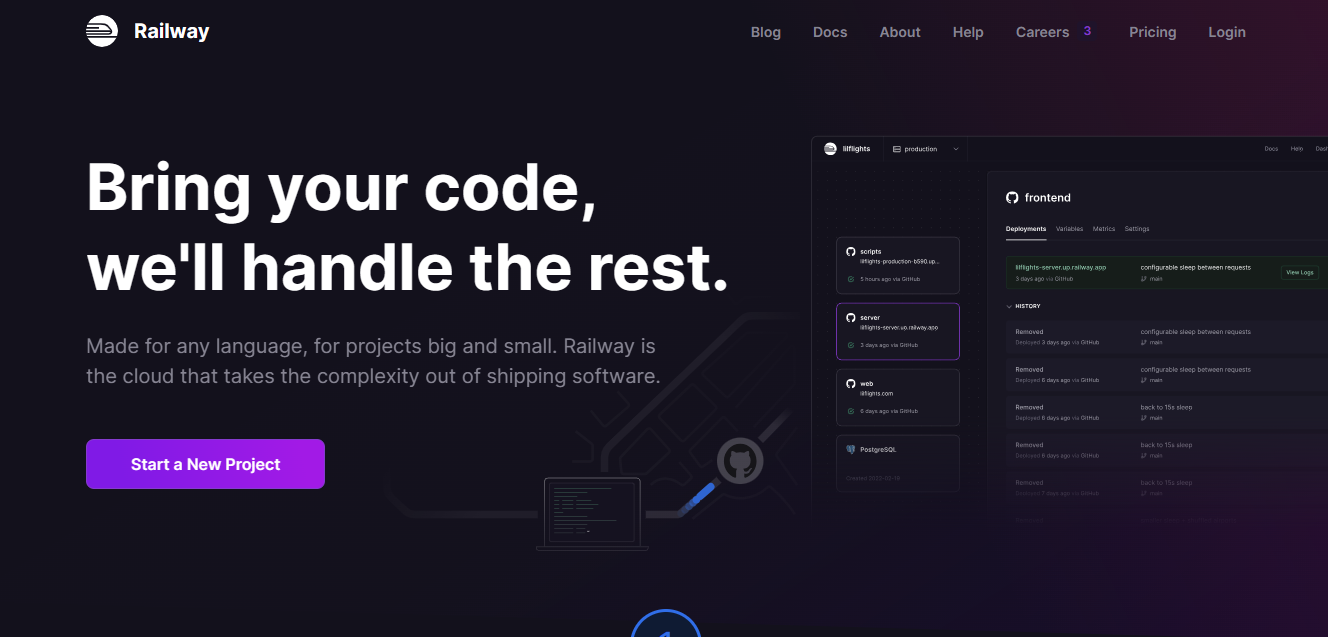 Railway
Blog Docs About Help Careers 3 Pricing Login
Bring your code,
we'll handle the rest.
Made for any language, for projects big and small. Railway is
the cloud that takes the complexity out of shipping software.
Start a New Project
lilflights production Docs Help
scripts
lilflights-production-b590.up...
5 hours ago via GitHub
server
lilflights-server.up.railway.app
3 days ago via GitHub
web
lilflights.com
6 days ago via GitHub
PostgreSQL
frontend
Deployments Variables Metrics Settings
lilflights-server.up.railway.app configurable sleep between requests
3 days ago via GitHub main
View Logs
HISTORY
Removed configurable sleep between requests
Deployed 3 days ago via GitHub main
Removed configurable sleep between requests
Deployed 6 days ago via GitHub main
Removed back to 15s sleep
Deployed 6 days ago via GitHub main
Removed back to 15s sleep
Deployed 6 days ago via GitHub main
Removed back to 15s sleep
Deployed 7 days ago via GitHub main